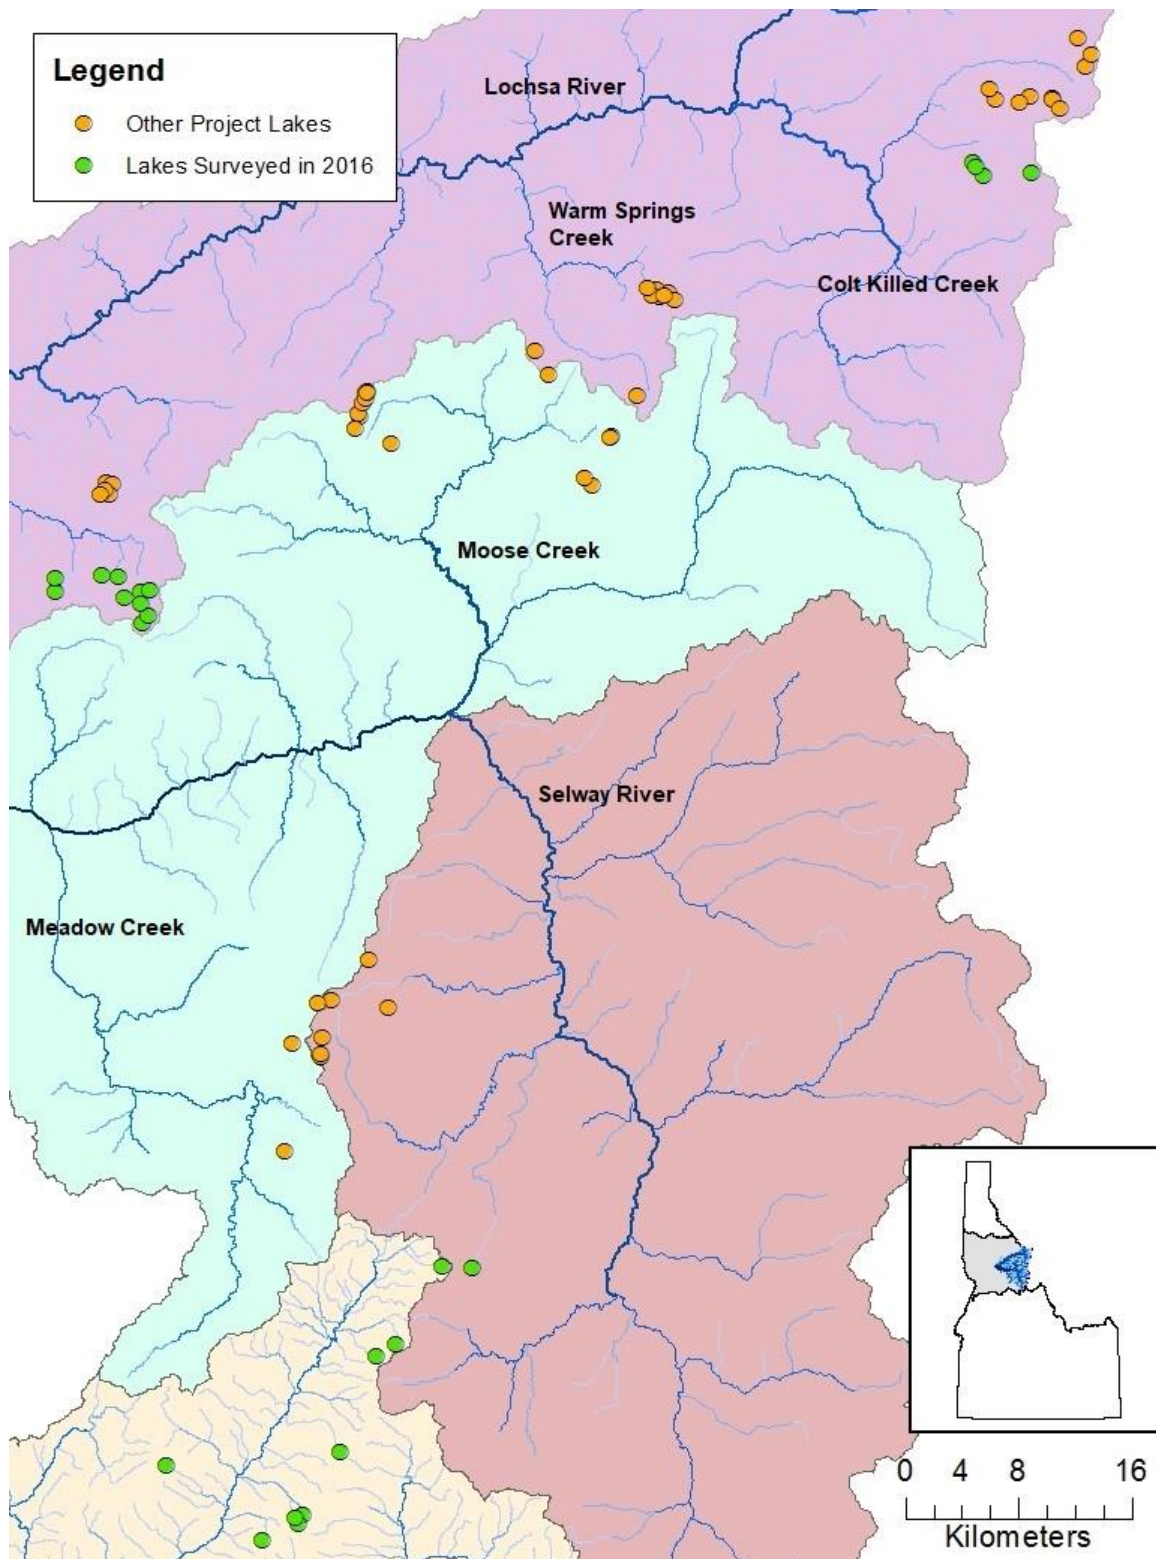 Legend
Other Project Lakes
Lakes Surveyed in 2016
Lochsa River
Warm Springs
Creek
Colt Killed Creek
Moose Creek
Selway River
Meadow Creek
0 4 8 16
Kilometers